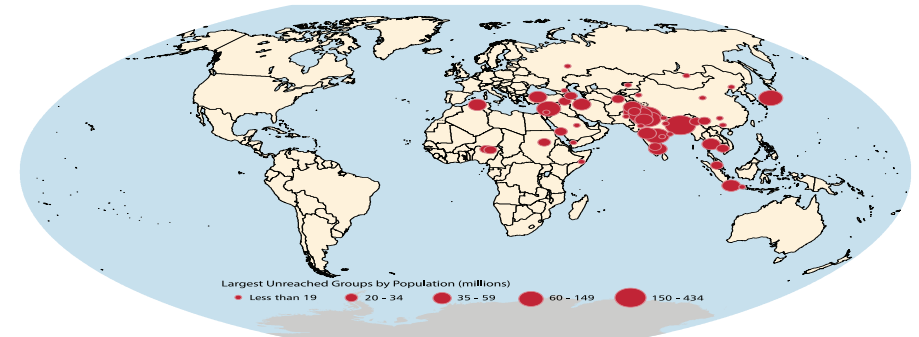 Largest Unreached Groups by Population (millions)
Less than 19 20 - 34 35 - 59 60 - 149 150 - 434